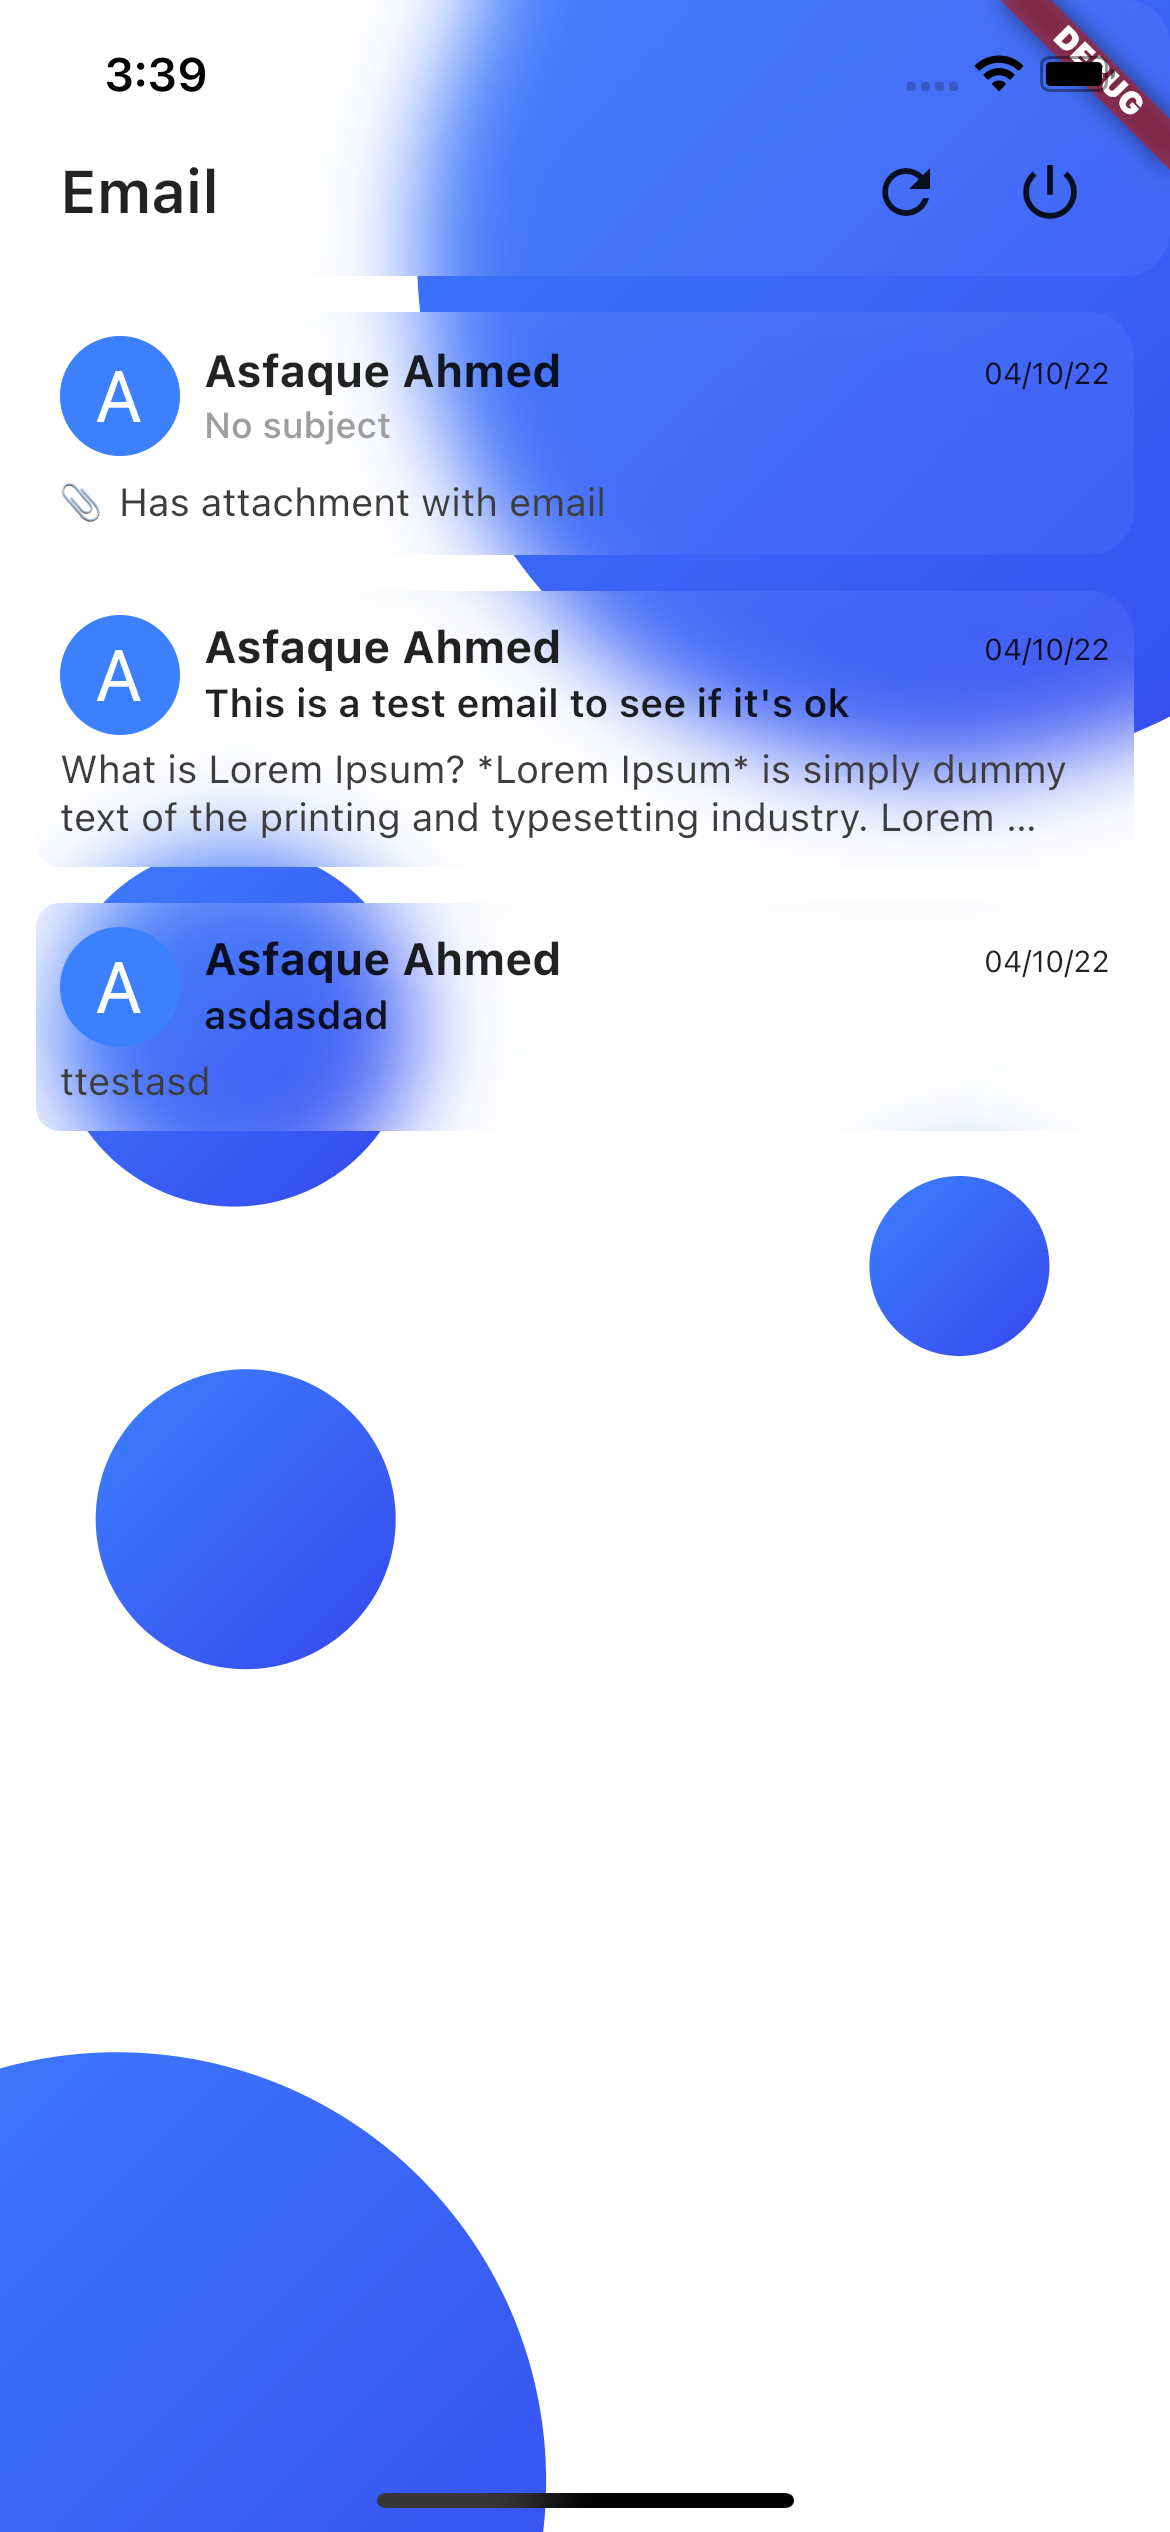 3:39
DEBUG
Email
A
Asfaque Ahmed
04/10/22
No subject
Has attachment with email
A
Asfaque Ahmed
04/10/22
This is a test email to see if it's ok
What is Lorem Ipsum? *Lorem Ipsum* is simply dummy
text of the printing and typesetting industry. Lorem ...
A
Asfaque Ahmed
04/10/22
asdasdad
ttestasd